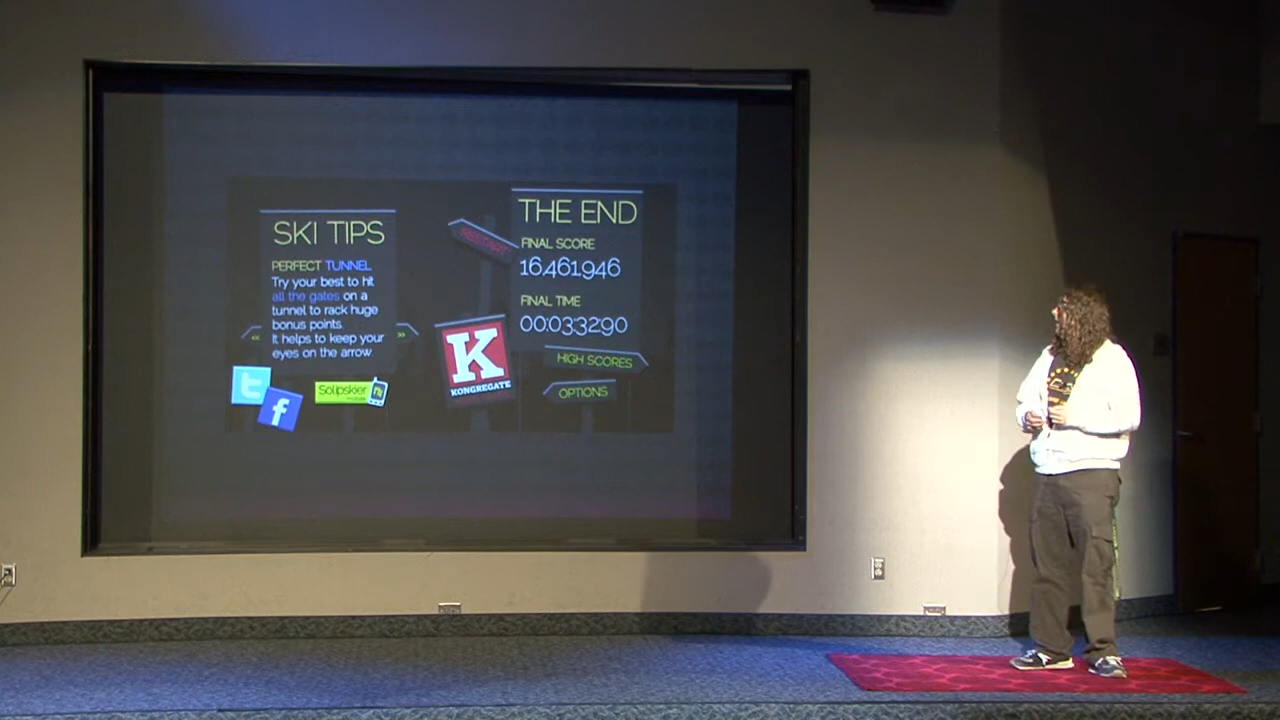 SKI TIPS
PERFECT TUNNEL
Try your best to hit
all the gates on a
tunnel to rack huge
bonus points.
It helps to keep your
eyes on the arrow
<<
>>
t
f
Solipskier
RESTART
K
KONGREGATE
THE END
FINAL SCORE
16,461,946
FINAL TIME
00:03:32:90
HIGH SCORES
OPTIONS